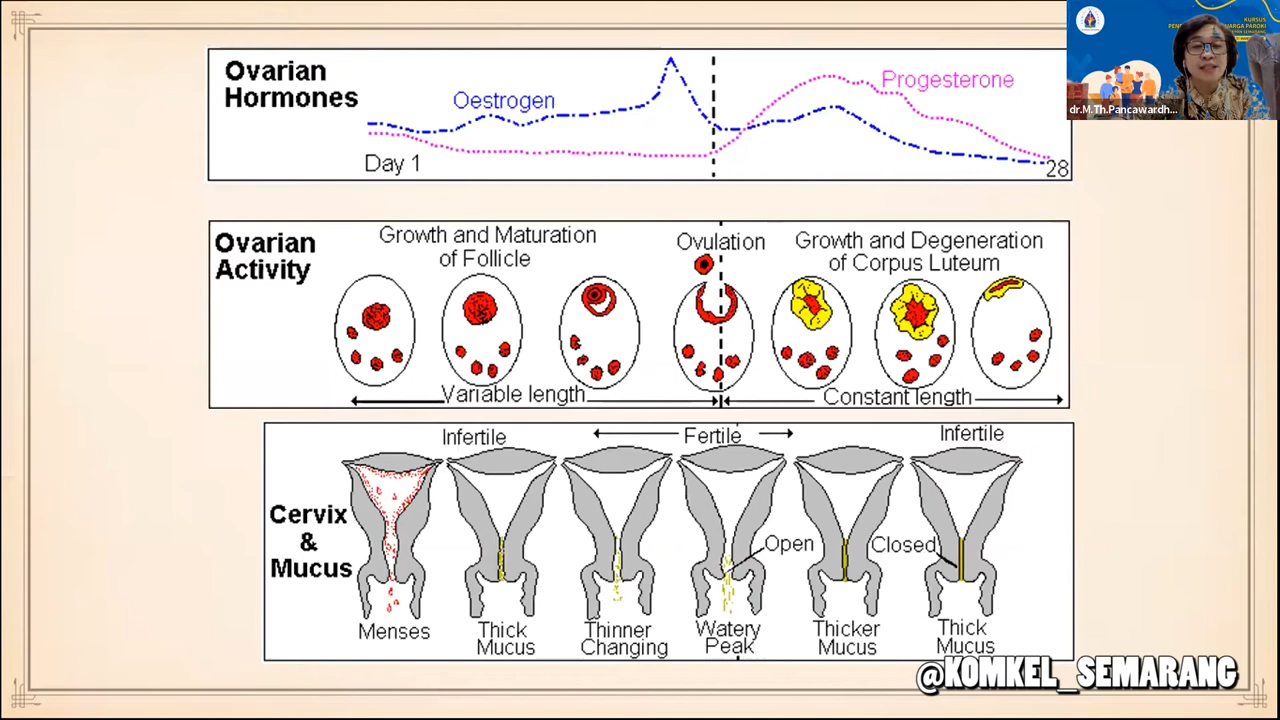 Ovarian
Hormones
Oestrogen
Progesterone
Day 1
28
Ovarian
Activity
Growth and Maturation
of Follicle
Ovulation
Growth and Degeneration
of Corpus Luteum
Variable length
Constant length
Infertile
Fertile
Infertile
Cervix
&
Mucus
Open
Closed
Menses
Thick
Mucus
Thinner
Changing
Watery
Peak
Thicker
Mucus
Thick
Mucus
@KOMKEL_SEMARANG
KURSUS
dr.M.Th.Pancawardh...